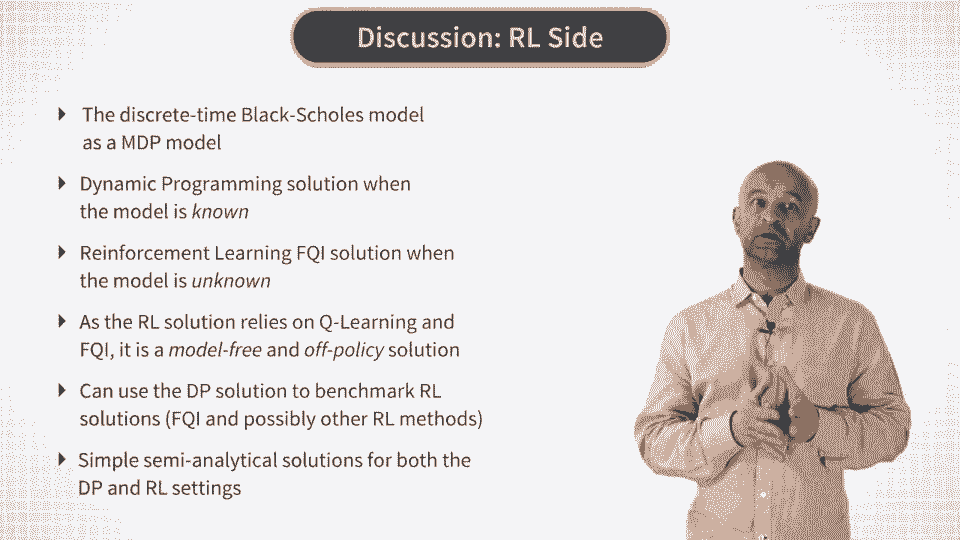 Discussion: RL Side
The discrete-time Black-Scholes model
as a MDP model
Dynamic Programming solution when
the model is known
Reinforcement Learning FQI solution when
the model is unknown
As the RL solution relies on Q-Learning and
FQI, it is a model-free and off-policy solution
Can use the DP solution to benchmark RL
solutions (FQI and possibly other RL methods)
Simple semi-analytical solutions for both the
DP and RL settings